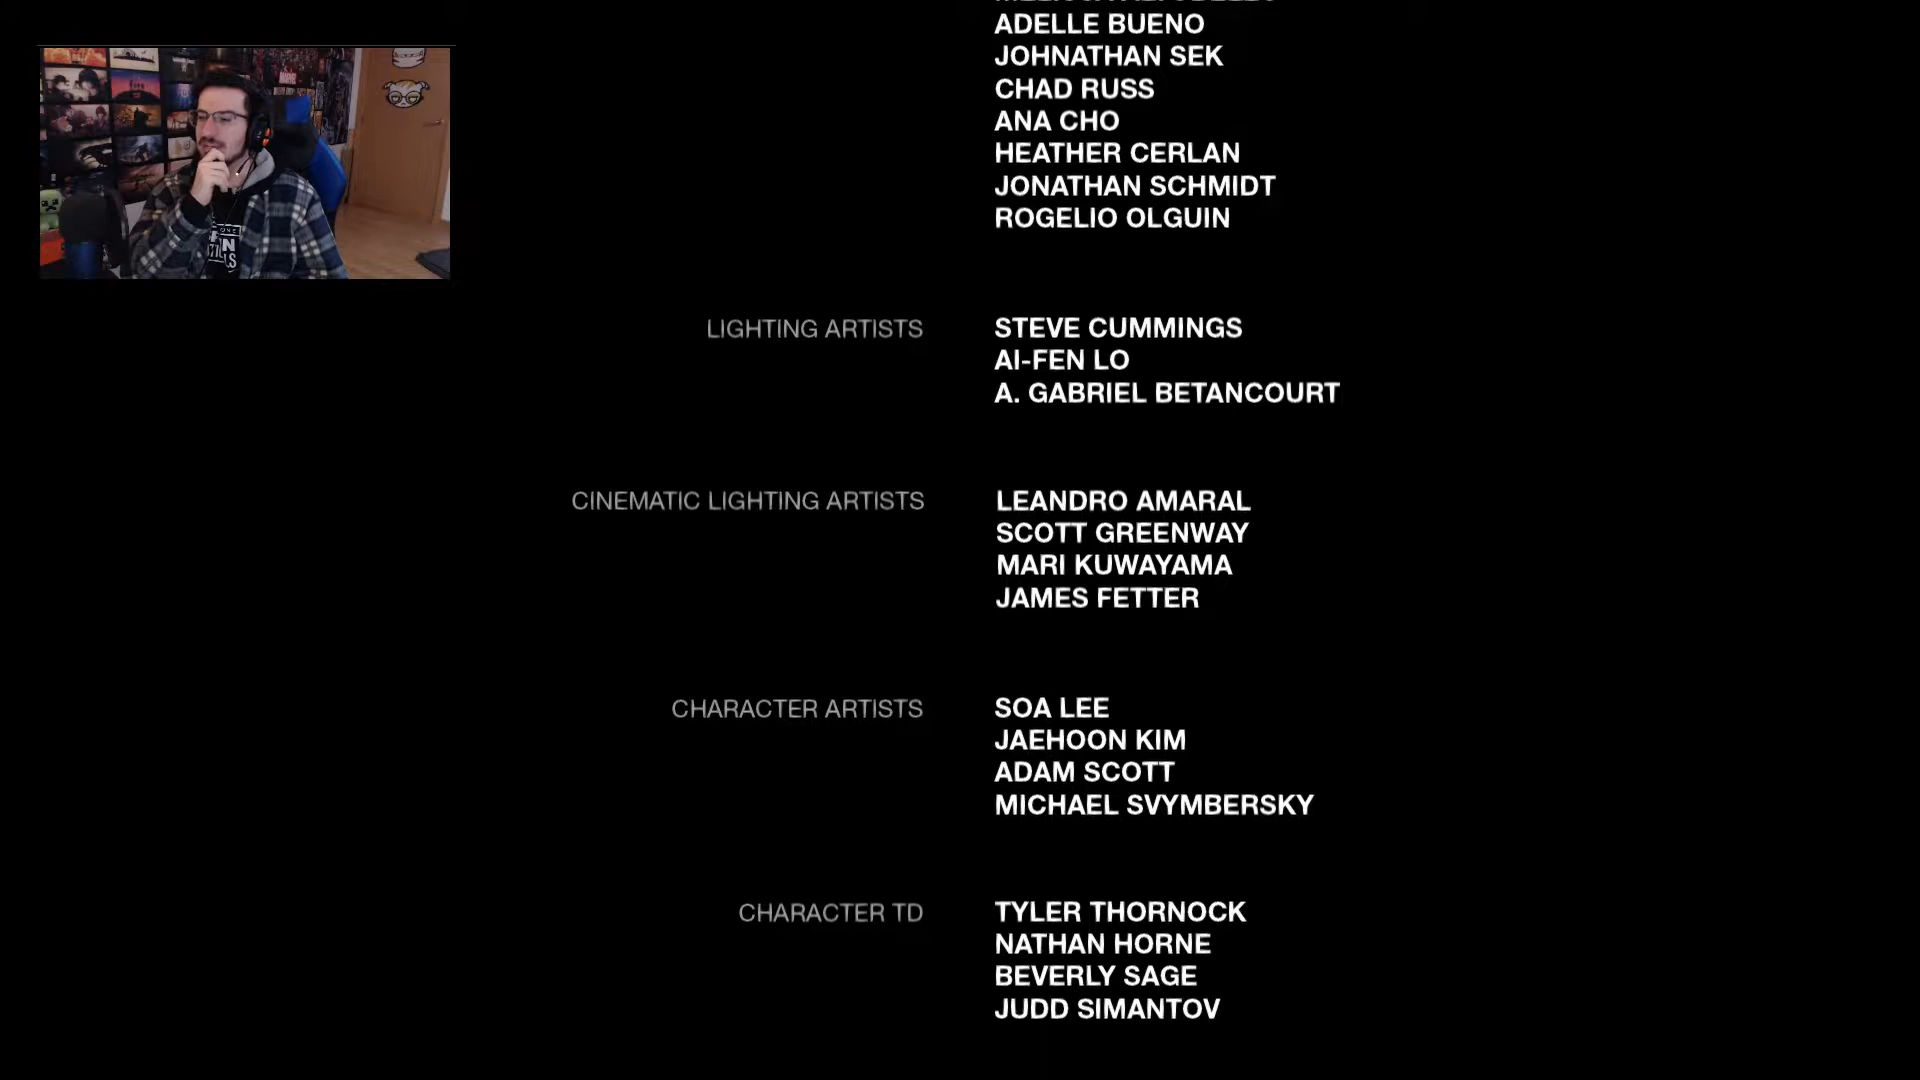 ADELLE BUENO
JOHNATHAN SEK
CHAD RUSS
ANA CHO
HEATHER CERLAN
JONATHAN SCHMIDT
ROGELIO OLGUIN
LIGHTING ARTISTS
STEVE CUMMINGS
AI-FEN LO
A. GABRIEL BETANCOURT
CINEMATIC LIGHTING ARTISTS
LEANDRO AMARAL
SCOTT GREENWAY
MARI KUWAYAMA
JAMES FETTER
CHARACTER ARTISTS
SOA LEE
JAEHOON KIM
ADAM SCOTT
MICHAEL SVYMBERSKY
CHARACTER TD
TYLER THORNOCK
NATHAN HORNE
BEVERLY SAGE
JUDD SIMANTOV
MARVEL